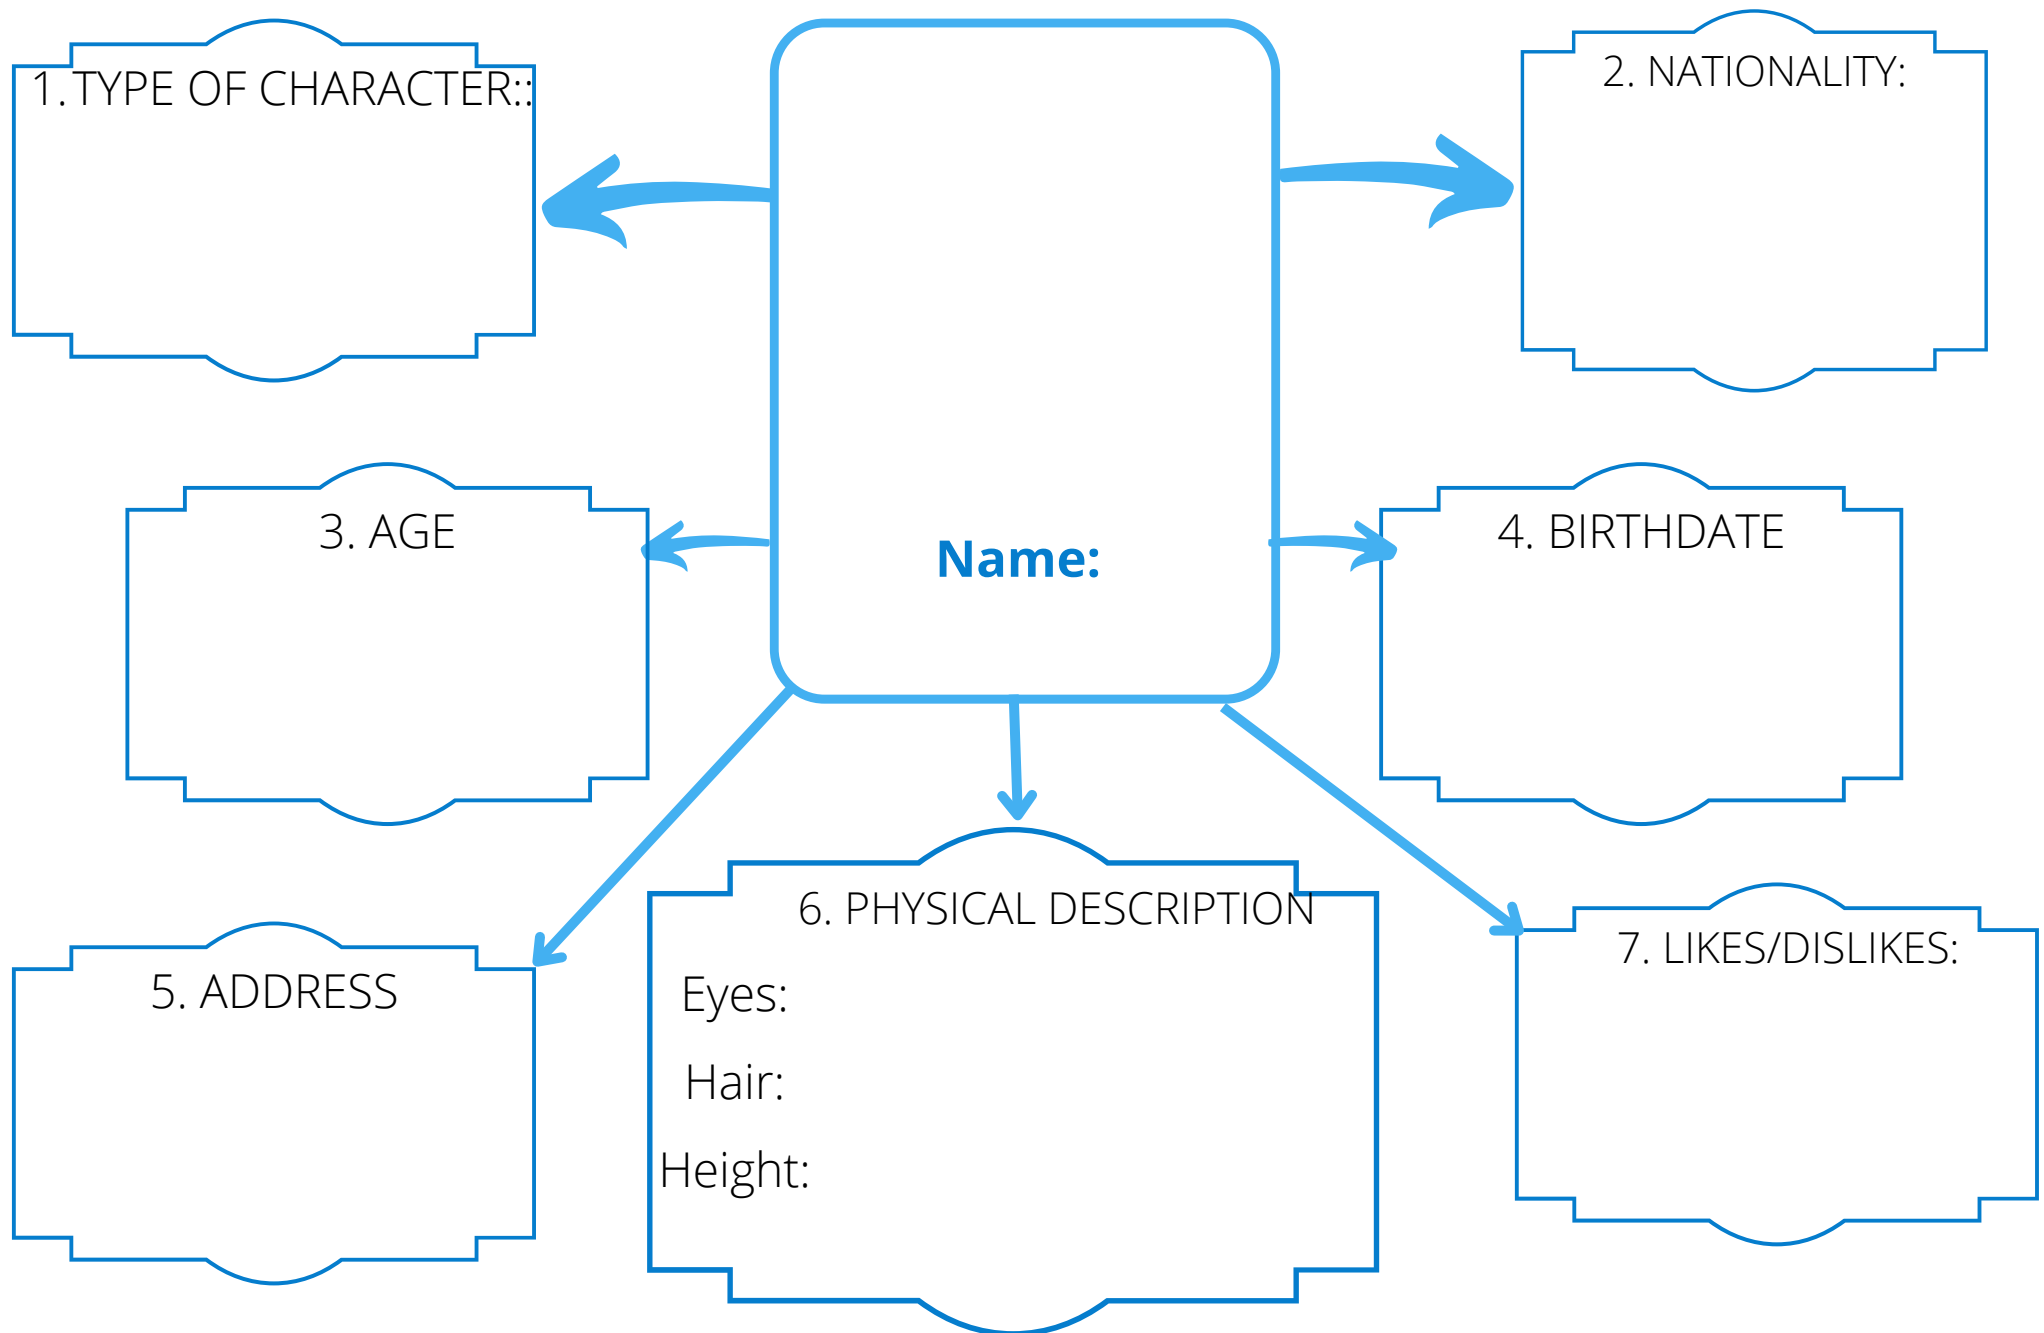 1. TYPE OF CHARACTER::
2. NATIONALITY:
Name:
3. AGE
4. BIRTHDATE
5. ADDRESS
6. PHYSICAL DESCRIPTION
Eyes:
Hair:
Height:
7. LIKES/DISLIKES: